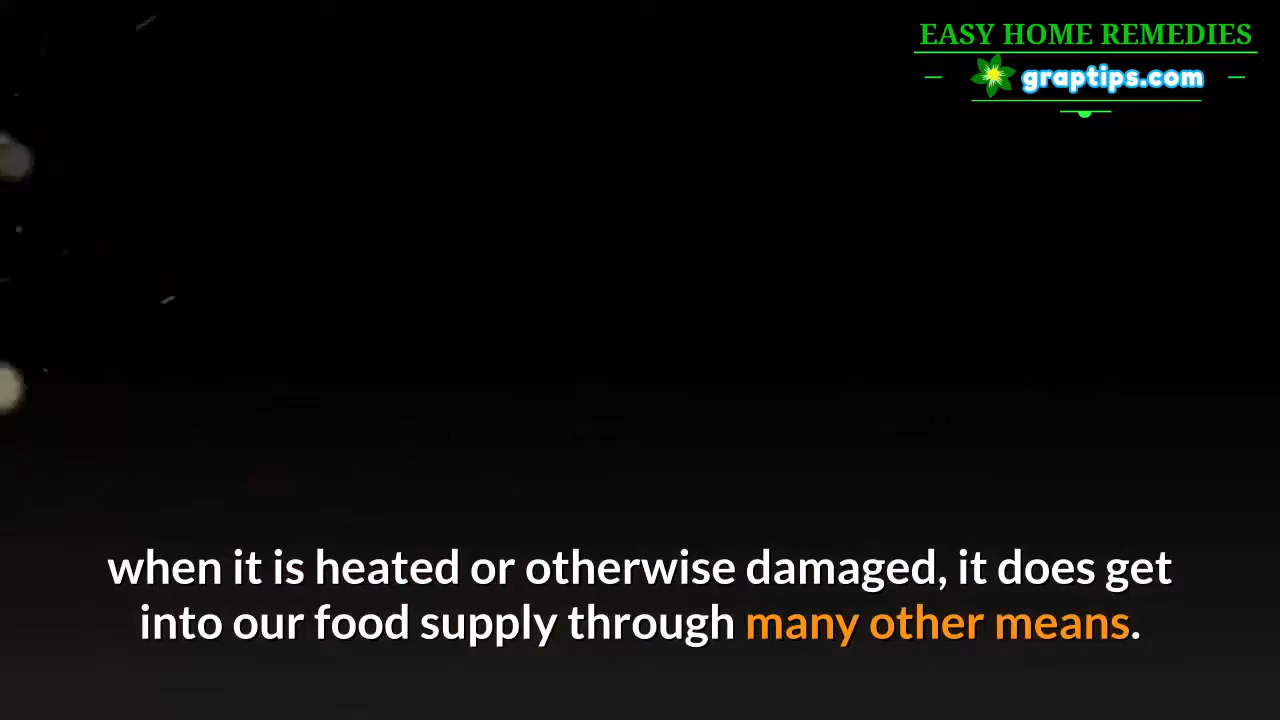 EASY HOME REMEDIES
graptips.com
when it is heated or otherwise damaged, it does get
into our food supply through many other means.